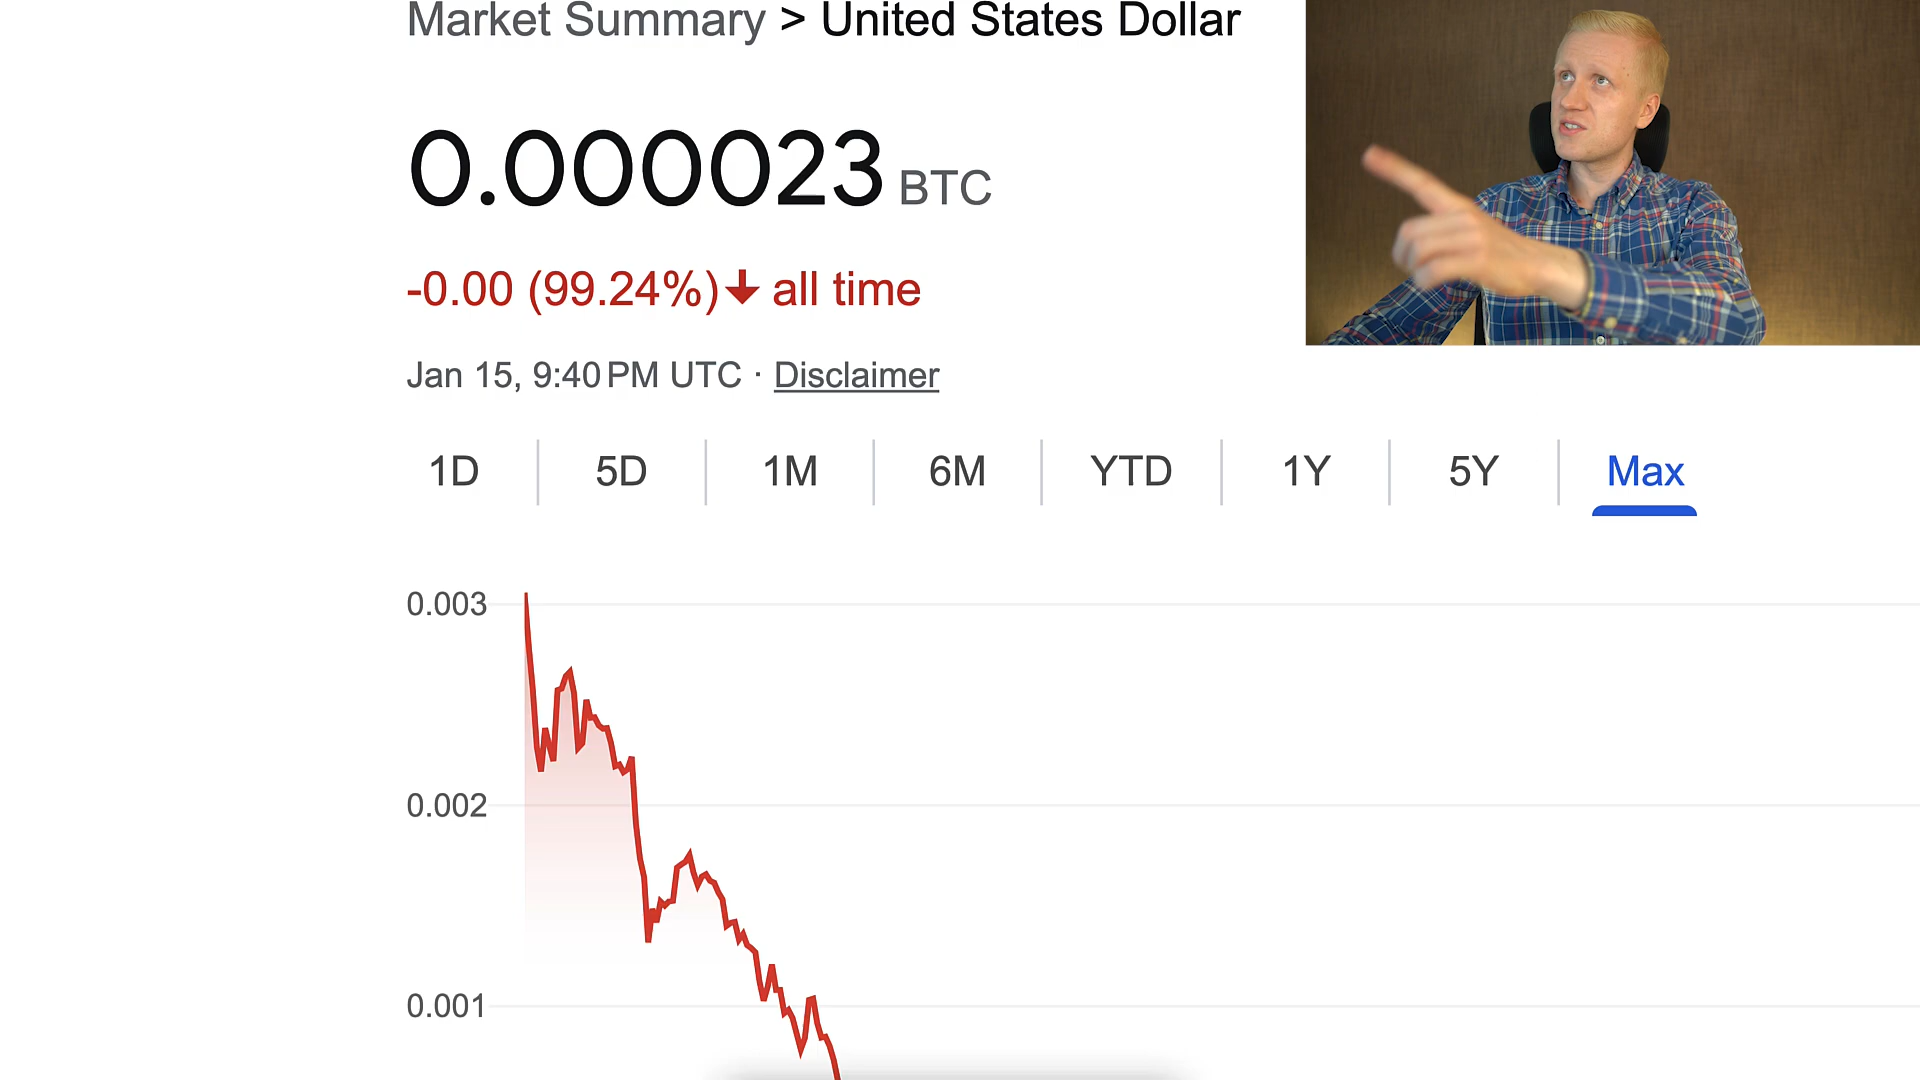 Market Summary > United States Dollar
0.000023 BTC
-0.00 (99.24%) ↓ all time
Jan 15, 9:40 PM UTC · Disclaimer
1D 5D 1M 6M YTD 1Y 5Y Max
0.003
0.002
0.001